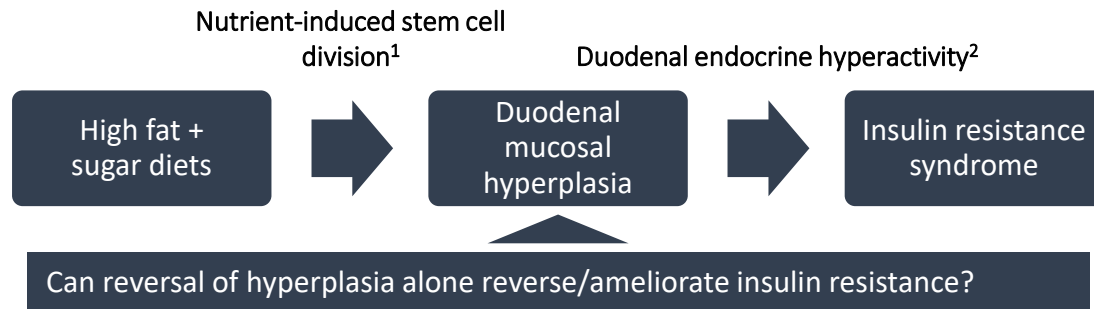 Nutrient-induced stem cell
division¹
Duodenal endocrine hyperactivity²
High fat +
sugar diets
Duodenal
mucosal
hyperplasia
Insulin resistance
syndrome
Can reversal of hyperplasia alone reverse/ameliorate insulin resistance?